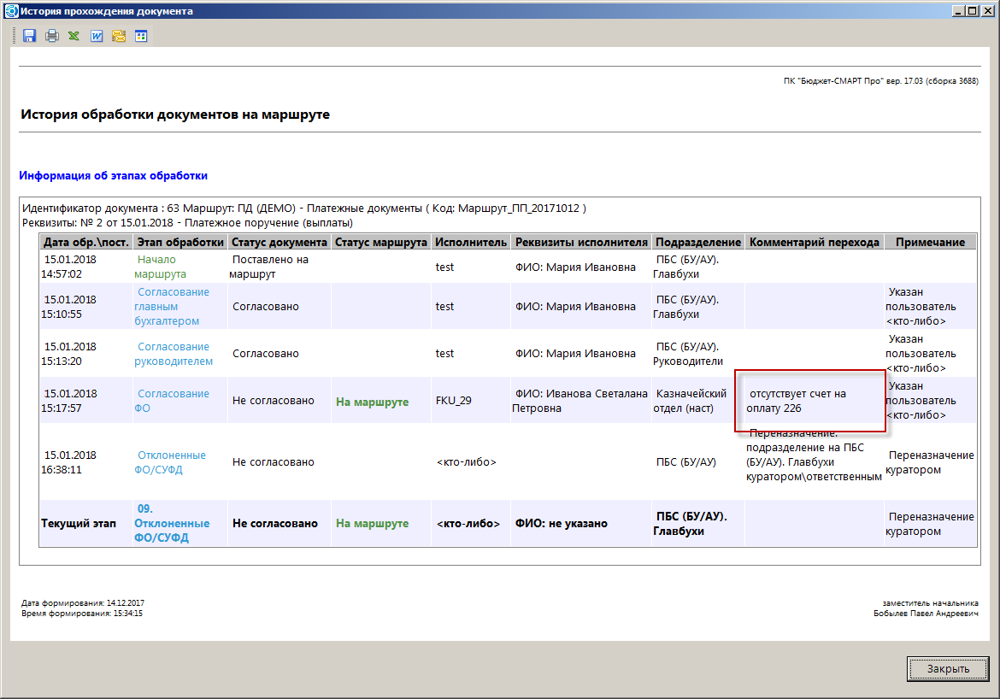 История прохождения документа
ПК "Бюджет-СМАРТ Про" вер. 17.03 (сборка 3688)
История обработки документов на маршруте
Информация об этапах обработки
Идентификатор документа : 63 Маршрут: ПД (ДЕМО) - Платежные документы ( Код: Маршрут_ПП_20171012 )
Реквизиты: № 2 от 15.01.2018 - Платежное поручение (выплаты)
Дата обр.\пост. Этап обработки Статус документа Статус маршрута Исполнитель Реквизиты исполнителя Подразделение Комментарий перехода Примечание
15.01.2018
14:57:02
Начало
маршрута
Поставлено на
маршрут
test
ФИО: Мария Ивановна
ПБС (БУ/АУ).
Главбухи
15.01.2018
15:10:55
Согласование
главным
бухгалтером
Согласовано
test
ФИО: Мария Ивановна
ПБС (БУ/АУ).
Главбухи
Указан
пользователь
<кто-либо>
15.01.2018
15:13:20
Согласование
руководителем
Согласовано
test
ФИО: Мария Ивановна
ПБС (БУ/АУ).
Руководители
Указан
пользователь
<кто-либо>
15.01.2018
15:17:57
Согласование
ФО
Не согласовано
На маршруте
FKU_29
ФИО: Иванова Светалана
Петровна
Казначейский
отдел (наст)
отсутствует счет на
оплату 226
Указан
пользователь
<кто-либо>
15.01.2018
16:38:11
Отклоненные
ФО/СУФД
Не согласовано
<кто-либо>
ПБС (БУ/АУ)
Переназначение:
подразделение на ПБС
(БУ/АУ). Главбухи
куратором\ответственным
Переназначение
куратором
Текущий этап
09.
Отклоненные
ФО/СУФД
Не согласовано
На маршруте
<кто-либо>
ФИО: не указано
ПБС (БУ/АУ).
Главбухи
Переназначение
куратором
Дата формирования: 14.12.2017
Время формирования: 15:34:15
заместитель начальника
Бобылев Павел Андреевич
Закрыть